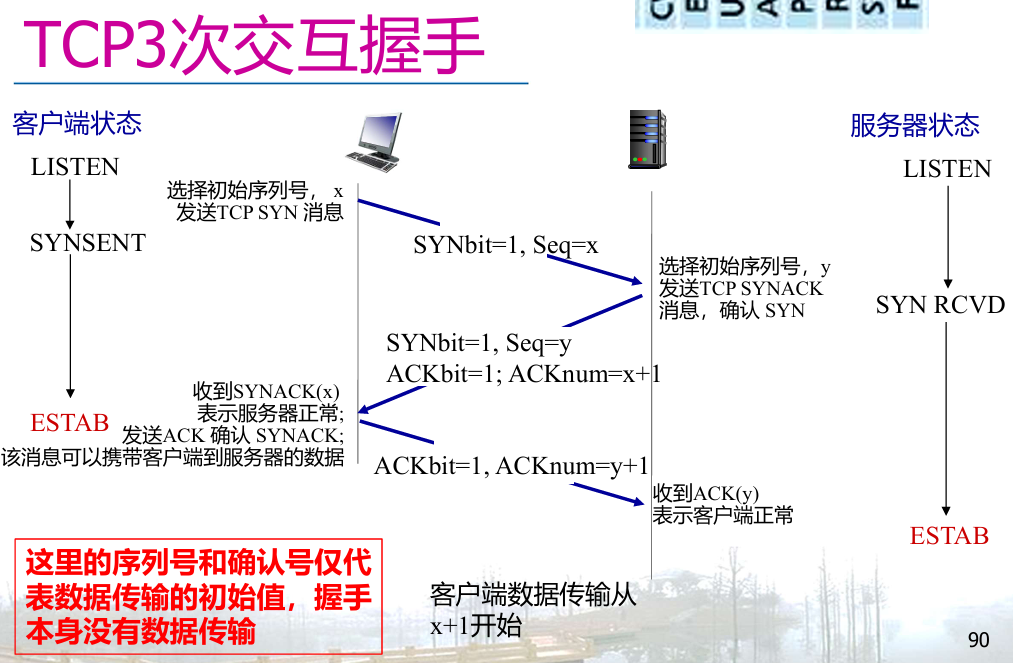 TCP3次交互握手
客户端状态
服务器状态
LISTEN
LISTEN
选择初始序列号， x
发送TCP SYN 消息
SYNSENT
SYNbit=1, Seq=x
选择初始序列号，y
发送TCP SYNACK
消息，确认 SYN
SYN RCVD
SYNbit=1, Seq=y
ACKbit=1; ACKnum=x+1
收到SYNACK(x)
表示服务器正常;
发送ACK 确认 SYNACK;
该消息可以携带客户端到服务器的数据
ESTAB
ACKbit=1, ACKnum=y+1
收到ACK(y)
表示客户端正常
ESTAB
这里的序列号和确认号仅代
表数据传输的初始值，握手
本身没有数据传输
客户端数据传输从
x+1开始
90